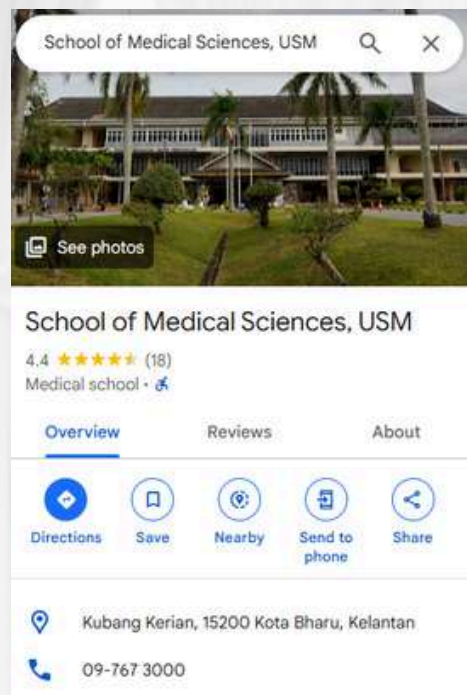 School of Medical Sciences, USM
See photos
School of Medical Sciences, USM
4.4 (18)
Medical school ·
Overview Reviews About
Directions Save Nearby Send to phone Share
Kubang Kerian, 15200 Kota Bharu, Kelantan
09-767 3000